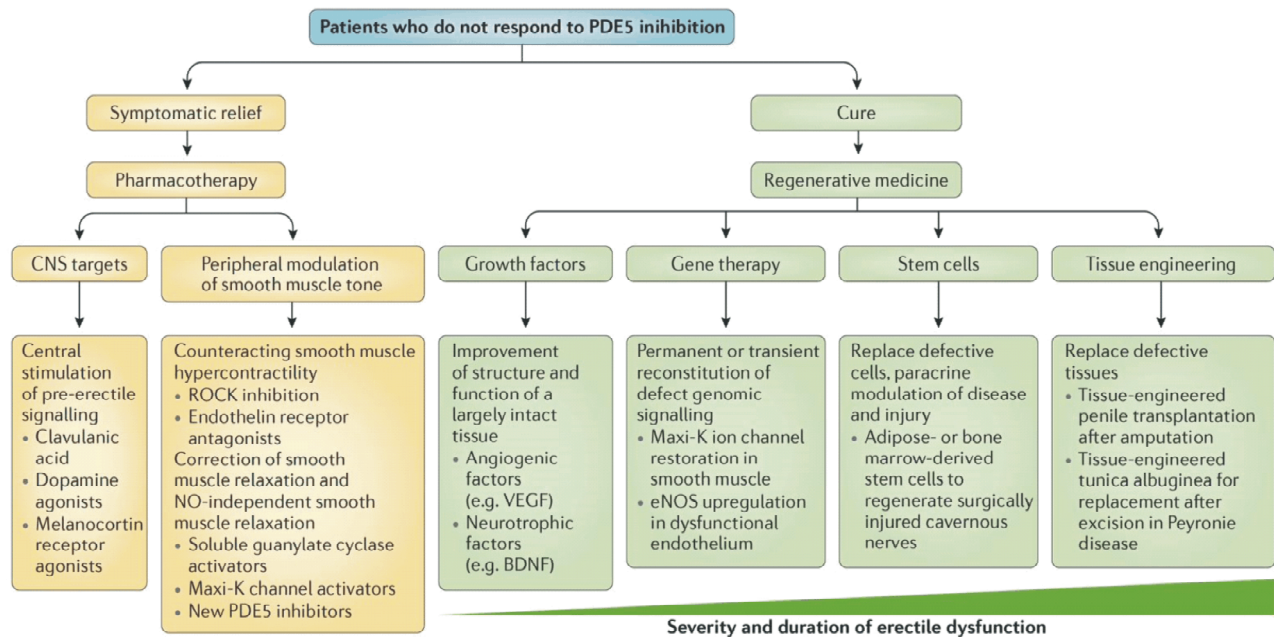 Patients who do not respond to PDE5 inihibition
Symptomatic relief
Cure
Pharmacotherapy
Regenerative medicine
CNS targets
Peripheral modulation
of smooth muscle tone
Growth factors
Gene therapy
Stem cells
Tissue engineering
Central
stimulation
of pre-erectile
signalling
• Clavulanic
acid
• Dopamine
agonists
• Melanocortin
receptor
agonists
Counteracting smooth muscle
hypercontractility
• ROCK inhibition
• Endothelin receptor
antagonists
Correction of smooth
muscle relaxation and
NO-independent smooth
muscle relaxation
• Soluble guanylate cyclase
activators
• Maxi-K channel activators
• New PDE5 inhibitors
Improvement
of structure and
function of a
largely intact
tissue
• Angiogenic
factors
(e.g. VEGF)
• Neurotrophic
factors
(e.g. BDNF)
Permanent or transient
reconstitution of
defect genomic
signalling
• Maxi-K ion channel
restoration in
smooth muscle
• eNOS upregulation
in dysfunctional
endothelium
Replace defective
cells, paracrine
modulation of disease
and injury
• Adipose- or bone
marrow-derived
stem cells to
regenerate surgically
injured cavernous
nerves
Replace defective
tissues
• Tissue-engineered
penile transplantation
after amputation
• Tissue-engineered
tunica albuginea for
replacement after
excision in Peyronie
disease
Severity and duration of erectile dysfunction